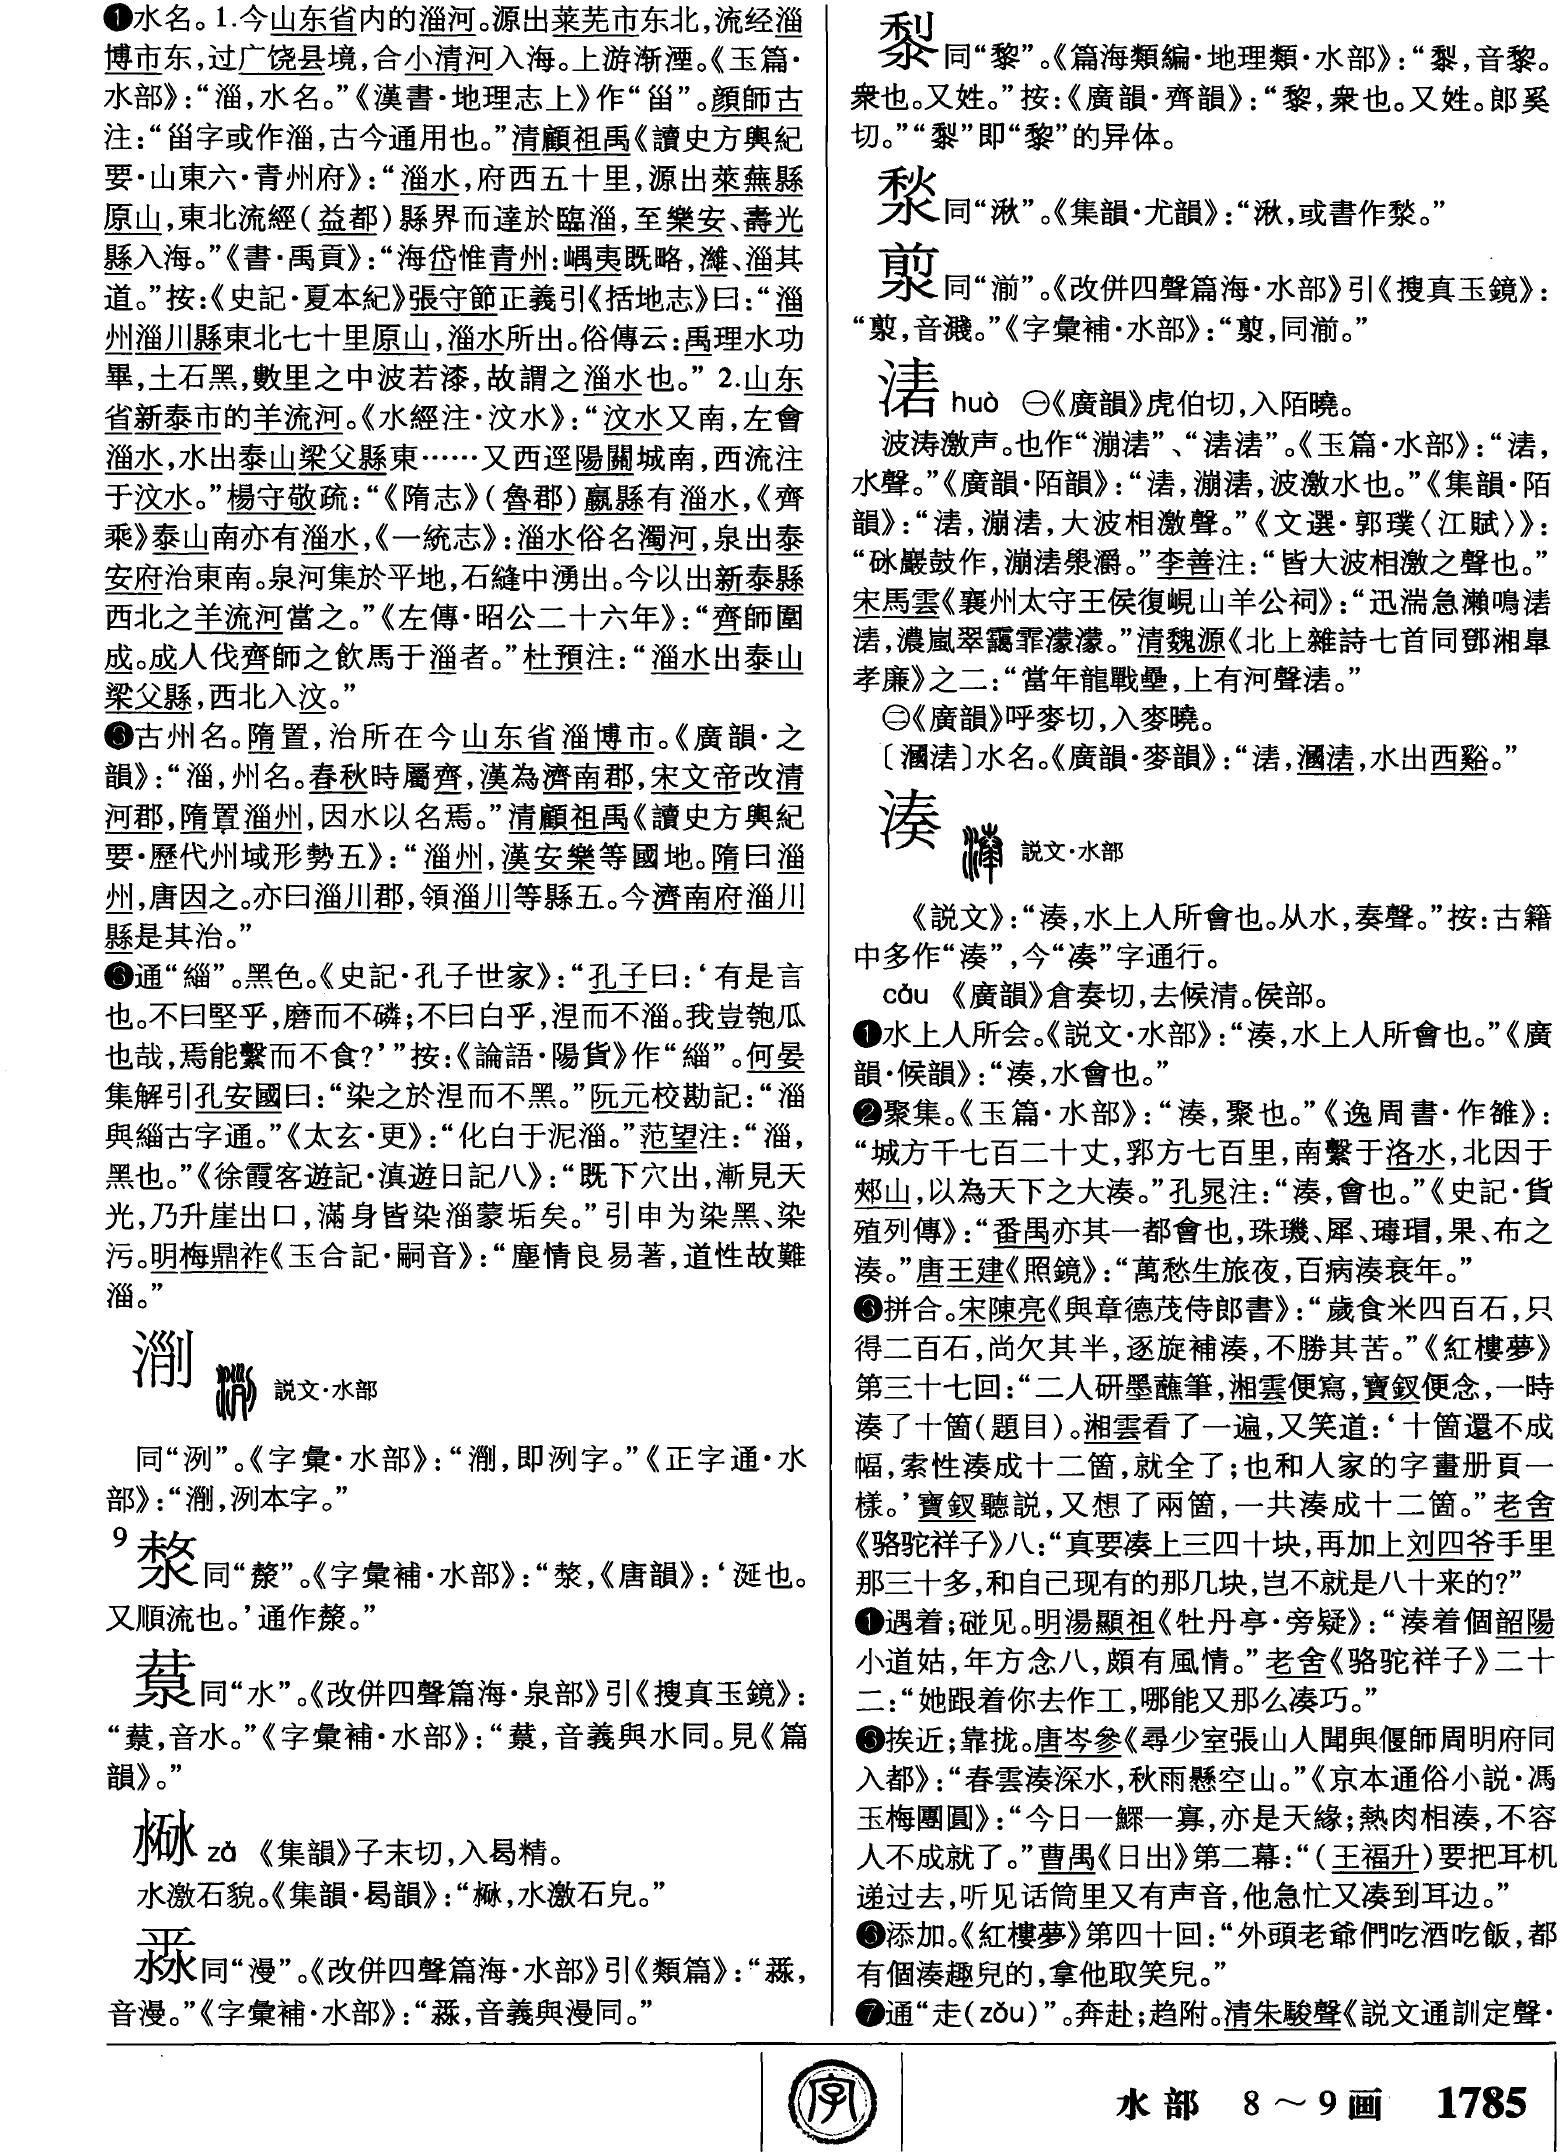 ❶水名。1.今山东省内的淄河。源出莱芜市东北,流经淄
博市东,过广饶县境,合小清河入海。上游渐湮。《玉篇·
水部》:“淄,水名。”《漢書·地理志上》作“甾”。顔師古
注:“甾字或作淄,古今通用也。”清顧祖禹《讀史方輿紀
要·山東六·青州府》:“淄水,府西五十里,源出萊蕪縣
原山,東北流經(益都)縣界而達於臨淄,至樂安、壽光
縣入海。”《書·禹貢》:“海岱惟青州:嵎夷既略,濰、淄其
道。”按:《史記·夏本紀》張守節正義引《括地志》曰:“淄
州淄川縣東北七十里原山,淄水所出。俗傳云:禹理水功
畢,土石黑,數里之中波若漆,故謂之淄水也。” 2.山东
省新泰市的羊流河。《水經注·汶水》:“汶水又南,左會
淄水,水出泰山梁父縣東……又西逕陽關城南,西流注
于汶水。”楊守敬疏:“《隋志》(魯郡)嬴縣有淄水,《齊
乘》泰山南亦有淄水,《一統志》:淄水俗名濁河,泉出泰
安府治東南。泉河集於平地,石縫中湧出。今以出新泰縣
西北之羊流河當之。”《左傳·昭公二十六年》:“齊師圍
成。成人伐齊師之飲馬于淄者。”杜預注:“淄水出泰山
梁父縣,西北入汶。”
❸古州名。隋置,治所在今山东省淄博市。《廣韻·之
韻》:“淄,州名。春秋時屬齊,漢為濟南郡,宋文帝改清
河郡,隋置淄州,因水以名焉。”清顧祖禹《讀史方輿紀
要·歷代州域形勢五》:“淄州,漢安樂等國地。隋曰淄
州,唐因之。亦曰淄川郡,領淄川等縣五。今濟南府淄川
縣是其治。”
❸通“緇”。黑色。《史記·孔子世家》:“孔子曰:‘有是言
也。不曰堅乎,磨而不磷;不曰白乎,涅而不淄。我豈匏瓜
也哉,焉能繫而不食?’”按:《論語·陽貨》作“緇”。何晏
集解引孔安國曰:“染之於涅而不黑。”阮元校勘記:“淄
與緇古字通。”《太玄·更》:“化白于泥淄。”范望注:“淄,
黑也。”《徐霞客遊記·滇遊日記八》:“既下穴出,漸見天
光,乃升崖出口,滿身皆染淄蒙垢矣。”引申为染黑、染
污。明梅鼎祚《玉合記·嗣音》:“塵情良易著,道性故難
淄。”
説文·水部
同“洌”。《字彙·水部》:“𣸁,即洌字。”《正字通·水
部》:“𣸁,洌本字。”
9 同“漦”。《字彙補·水部》:“,《唐韻》:‘涎也。
又順流也。’通作漦。”
同“水”。《改併四聲篇海·泉部》引《搜真玉鏡》:
“,音水。”《字彙補·水部》:“,音義與水同。見《篇
韻》。”
zá 《集韻》子末切,入曷精。
水激石貌。《集韻·曷韻》:“,水激石皃。”
同“漫”。《改併四聲篇海·水部》引《類篇》:“,
音漫。”《字彙補·水部》:“,音義與漫同。”
同“黎”。《篇海類編·地理類·水部》:“,音黎。
衆也。又姓。”按:《廣韻·齊韻》:“黎,衆也。又姓。郎奚
切。”“”即“黎”的异体。
湬同“湫”。《集韻·尤韻》:“湫,或書作湬。”
同“湔”。《改併四聲篇海·水部》引《搜真玉鏡》:
“,音濺。”《字彙補·水部》:“,同湔。”
湱 huò ㊀《廣韻》虎伯切,入陌曉。
波涛激声。也作“漰湱”、“湱湱”。《玉篇·水部》:“湱,
水聲。”《廣韻·陌韻》:“湱,漰湱,波激水也。”《集韻·陌
韻》:“湱,漰湱,大波相激聲。”《文選·郭璞〈江賦〉》:
“砯巖鼓作,漰湱澩灂。”李善注:“皆大波相激之聲也。”
宋馬雲《襄州太守王侯復峴山羊公祠》:“迅湍急瀨鳴湱
湱,濃嵐翠靄霏濛濛。”清魏源《北上雜詩七首同鄧湘皐
孝廉》之二:“當年龍戰壘,上有河聲湱。”
㊁《廣韻》呼麥切,入麥曉。
〔漍湱〕水名。《廣韻·麥韻》:“湱,漍湱,水出西谿。”
湊 説文·水部
《説文》:“湊,水上人所會也。从水,奏聲。”按:古籍
中多作“湊”,今“凑”字通行。
còu 《廣韻》倉奏切,去候清。侯部。
❶水上人所会。《説文·水部》:“湊,水上人所會也。”《廣
韻·候韻》:“湊,水會也。”
❷聚集。《玉篇·水部》:“湊,聚也。”《逸周書·作雒》:
“城方千七百二十丈,郛方七百里,南繫于洛水,北因于
郟山,以為天下之大湊。”孔晁注:“湊,會也。”《史記·貨
殖列傳》:“番禺亦其一都會也,珠璣、犀、瑇瑁,果、布之
湊。”唐王建《照鏡》:“萬愁生旅夜,百病湊衰年。”
❸拼合。宋陳亮《與章德茂侍郎書》:“歲食米四百石,只
得二百石,尚欠其半,逐旋補湊,不勝其苦。”《紅樓夢》
第三十七回:“二人研墨蘸筆,湘雲便寫,寶釵便念,一時
湊了十箇(題目)。湘雲看了一遍,又笑道:‘十箇還不成
幅,索性湊成十二箇,就全了;也和人家的字畫册頁一
樣。’寶釵聽説,又想了兩箇,一共湊成十二箇。”老舍
《骆驼祥子》八:“真要凑上三四十块,再加上刘四爷手里
那三十多,和自己现有的那几块,岂不就是八十来的?”
❶遇着;碰见。明湯顯祖《牡丹亭·旁疑》:“湊着個韶陽
小道姑,年方念八,頗有風情。”老舍《骆驼祥子》二十
二:“她跟着你去作工,哪能又那么凑巧。”
❸挨近;靠拢。唐岑參《尋少室張山人聞與偃師周明府同
入都》:“春雲湊深水,秋雨懸空山。”《京本通俗小説·馮
玉梅團圓》:“今日一鰥一寡,亦是天緣;熱肉相湊,不容
人不成就了。”曹禺《日出》第二幕:“(王福升)要把耳机
递过去,听见话筒里又有声音,他急忙又凑到耳边。”
❻添加。《紅樓夢》第四十回:“外頭老爺們吃酒吃飯,都
有個湊趣兒的,拿他取笑兒。”
❼通“走(zǒu)”。奔赴;趋附。清朱駿聲《説文通訓定聲·
字
水部 8～9画 1785